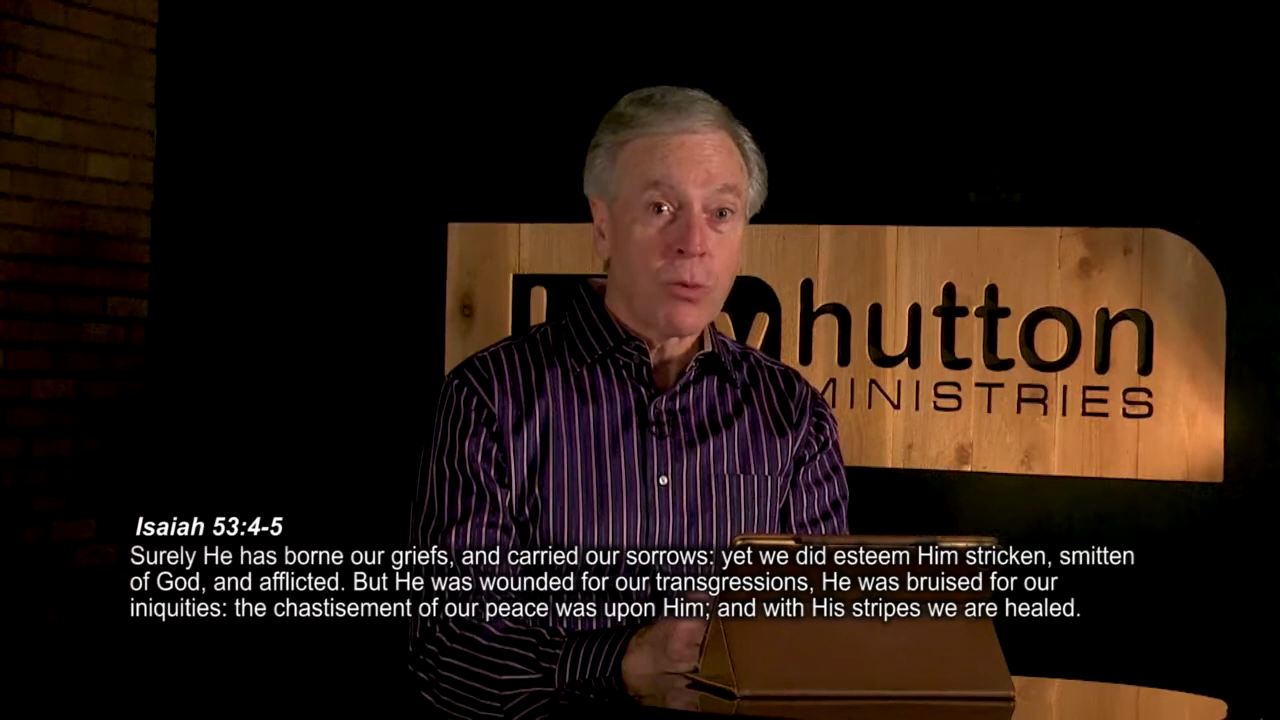 hutton
MINISTRIES
Isaiah 53:4-5
Surely He has borne our griefs, and carried our sorrows: yet we did esteem Him stricken, smitten
of God, and afflicted. But He was wounded for our transgressions, He was bruised for our
iniquities: the chastisement of our peace was upon Him; and with His stripes we are healed.